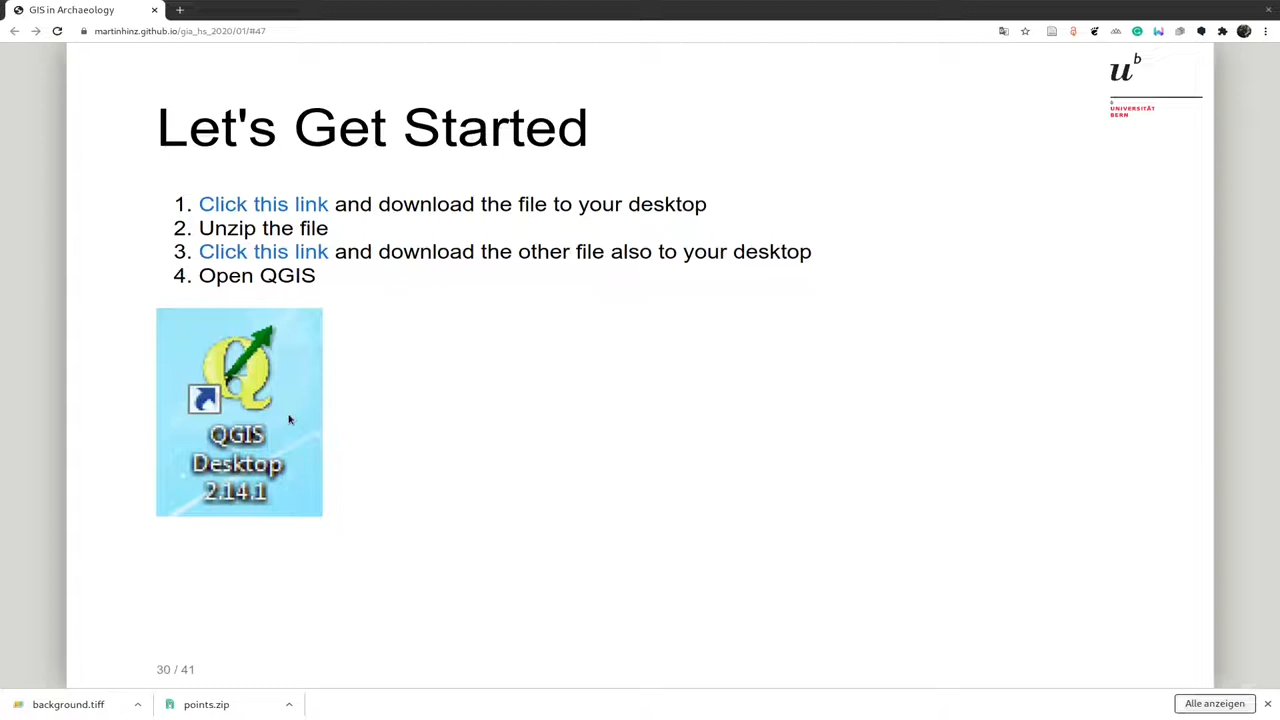 GIS in Archaeology
martinhinz.github.io/gia_hs_2020/01/#47
u^b
b
UNIVERSITÄT
BERN
Let's Get Started
1. Click this link and download the file to your desktop
2. Unzip the file
3. Click this link and download the other file also to your desktop
4. Open QGIS
QGIS
Desktop
2.14.1
30 / 41
background.tiff
points.zip
Alle anzeigen